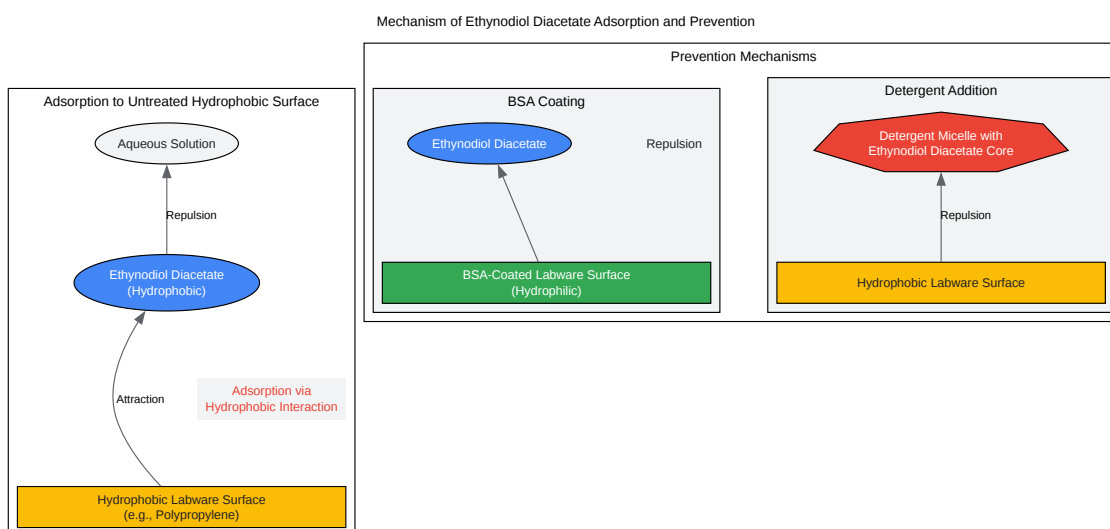 Mechanism of Ethynodiol Diacetate Adsorption and Prevention
Adsorption to Untreated Hydrophobic Surface
Aqueous Solution
Repulsion
Ethynodiol Diacetate
(Hydrophobic)
Attraction
Adsorption via
Hydrophobic Interaction
Hydrophobic Labware Surface
(e.g., Polypropylene)
Prevention Mechanisms
BSA Coating
Ethynodiol Diacetate
Repulsion
BSA-Coated Labware Surface
(Hydrophilic)
Detergent Addition
Detergent Micelle with
Ethynodiol Diacetate Core
Repulsion
Hydrophobic Labware Surface